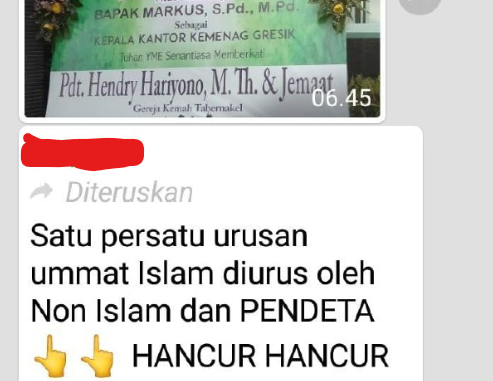 BAPAK MARKUS, S.Pd., M.Pd.
Sebagai
KEPALA KANTOR KEMENAG GRESIK
Tuhan YME Senantiasa Memberkati
Pdt. Hendry Hariyono, M. Th. & Jemaat
Gereja Kemah Tabernakel
06.45
Diteruskan
Satu persatu urusan
ummat Islam diurus oleh
Non Islam dan PENDETA
👆👆 HANCUR HANCUR